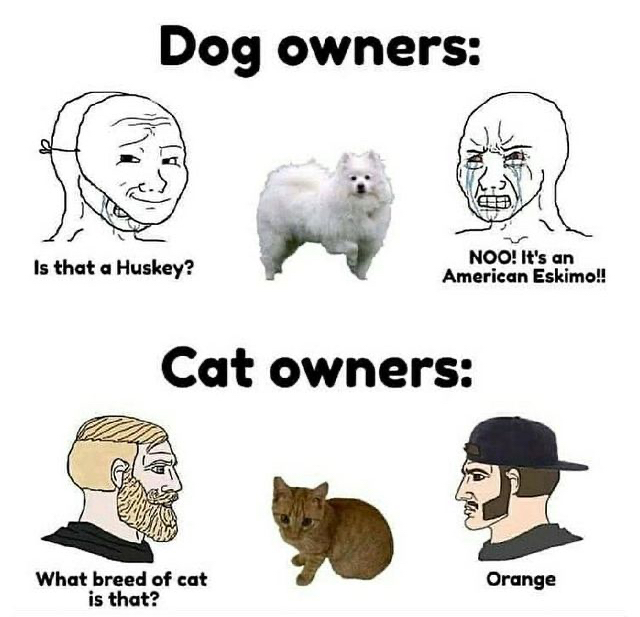 Dog owners:
Is that a Huskey?
NOO! It's an
American Eskimo!!
Cat owners:
What breed of cat
is that?
Orange